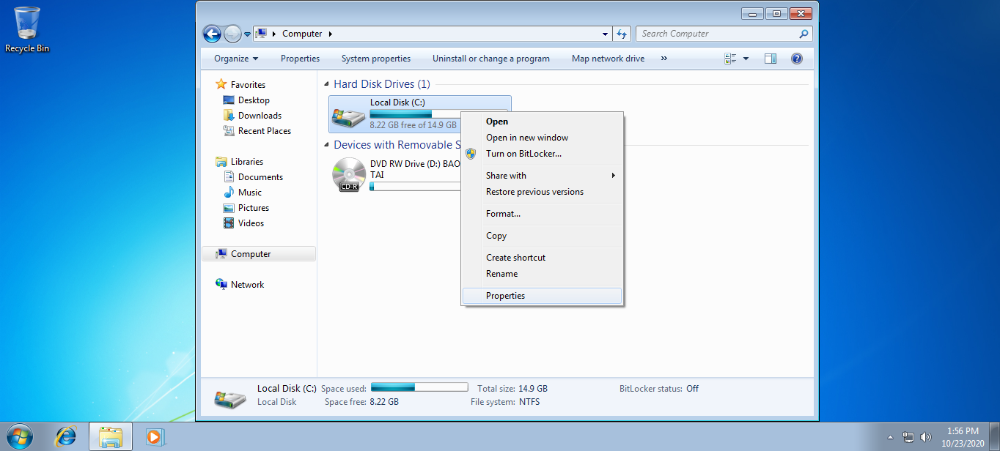 Recycle Bin
Computer
Search Computer
Organize
Properties
System properties
Uninstall or change a program
Map network drive
»
Favorites
Desktop
Downloads
Recent Places
Libraries
Documents
Music
Pictures
Videos
Computer
Network
Hard Disk Drives (1)
Local Disk (C:)
8.22 GB free of 14.9 GB
Devices with Removable S
DVD RW Drive (D:) BAO
TAI
CD-R
Open
Open in new window
Turn on BitLocker...
Share with
Restore previous versions
Format...
Copy
Create shortcut
Rename
Properties
Local Disk (C:) Space used: Total size: 14.9 GB BitLocker status: Off
Local Disk Space free: 8.22 GB File system: NTFS
1:56 PM
10/23/2020